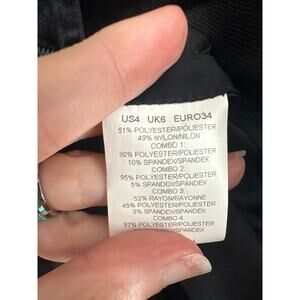 US4 UK6 EURO34
51% POLYESTER/POLIESTER
49% NYLON/NILON
COMBO 1:
90% POLYESTER/POLIESTER
10% SPANDEX/SPANDEX
COMBO 2:
95% POLYESTER/POLIESTER
5% SPANDEX/SPANDEX
COMBO 3:
52% RAYON/RAYONNE
45% POLYESTER/POLIESTER
3% SPANDEX/SPANDEX
COMBO 4:
97% POLYESTER/POLIESTER